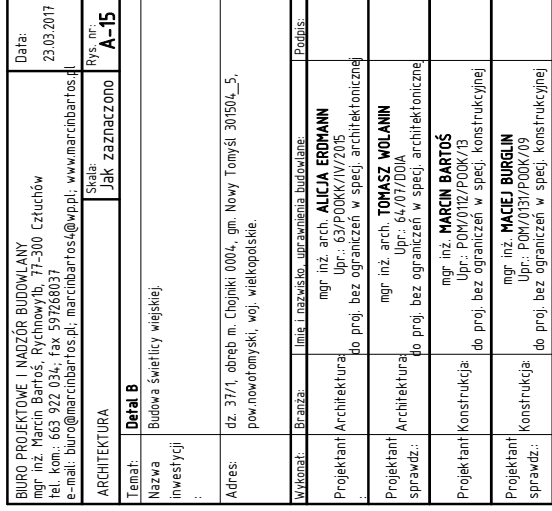 BIURO PROJEKTOWE I NADZÓR BUDOWLANY
mgr inż. Marcin Bartoś, Rychnowy1b, 77-300 Człuchów
tel. kom.: 663 922 034; fax 597268037
e-mail: biuro@marcinbartos.pl; marcinbartos4@wp.pl; www.marcinbartos.pl
Data:
23.03.2017
ARCHITEKTURA
Skala:
Jak zaznaczono
Rys. nr:
A-15
Temat:
Detal B
Nazwa
inwestycji
:
Budowa świetlicy wiejskiej.
Adres:
dz. 37/1, obręb m. Chojniki 0004, gm. Nowy Tomyśl 301504_5,
pow.nowotomyski, woj. wielkopolskie.
Wykonał:
Branża:
Imię i nazwisko, uprawnienia budowlane:
Podpis:
Projektant
:
Architektura:
mgr inż. arch. ALICJA ERDMANN
Upr.: 63/POOKK/IV/2015
do proj. bez ograniczeń w specj. architektonicznej
Projektant
sprawdz.:
Architektura:
mgr inż. arch. TOMASZ WOLANIN
Upr.: 64/07/DOIA
do proj. bez ograniczeń w specj. architektonicznej
Projektant
Konstrukcja:
mgr inż. MARCIN BARTOŚ
Upr.: POM/0112/POOK/13
do proj. bez ograniczeń w specj. konstrukcyjnej
Projektant
sprawdz.:
Konstrukcja:
mgr inż. MACIEJ BURGLIN
Upr.: POM/0131/POOK/09
do proj. bez ograniczeń w specj. konstrukcyjnej